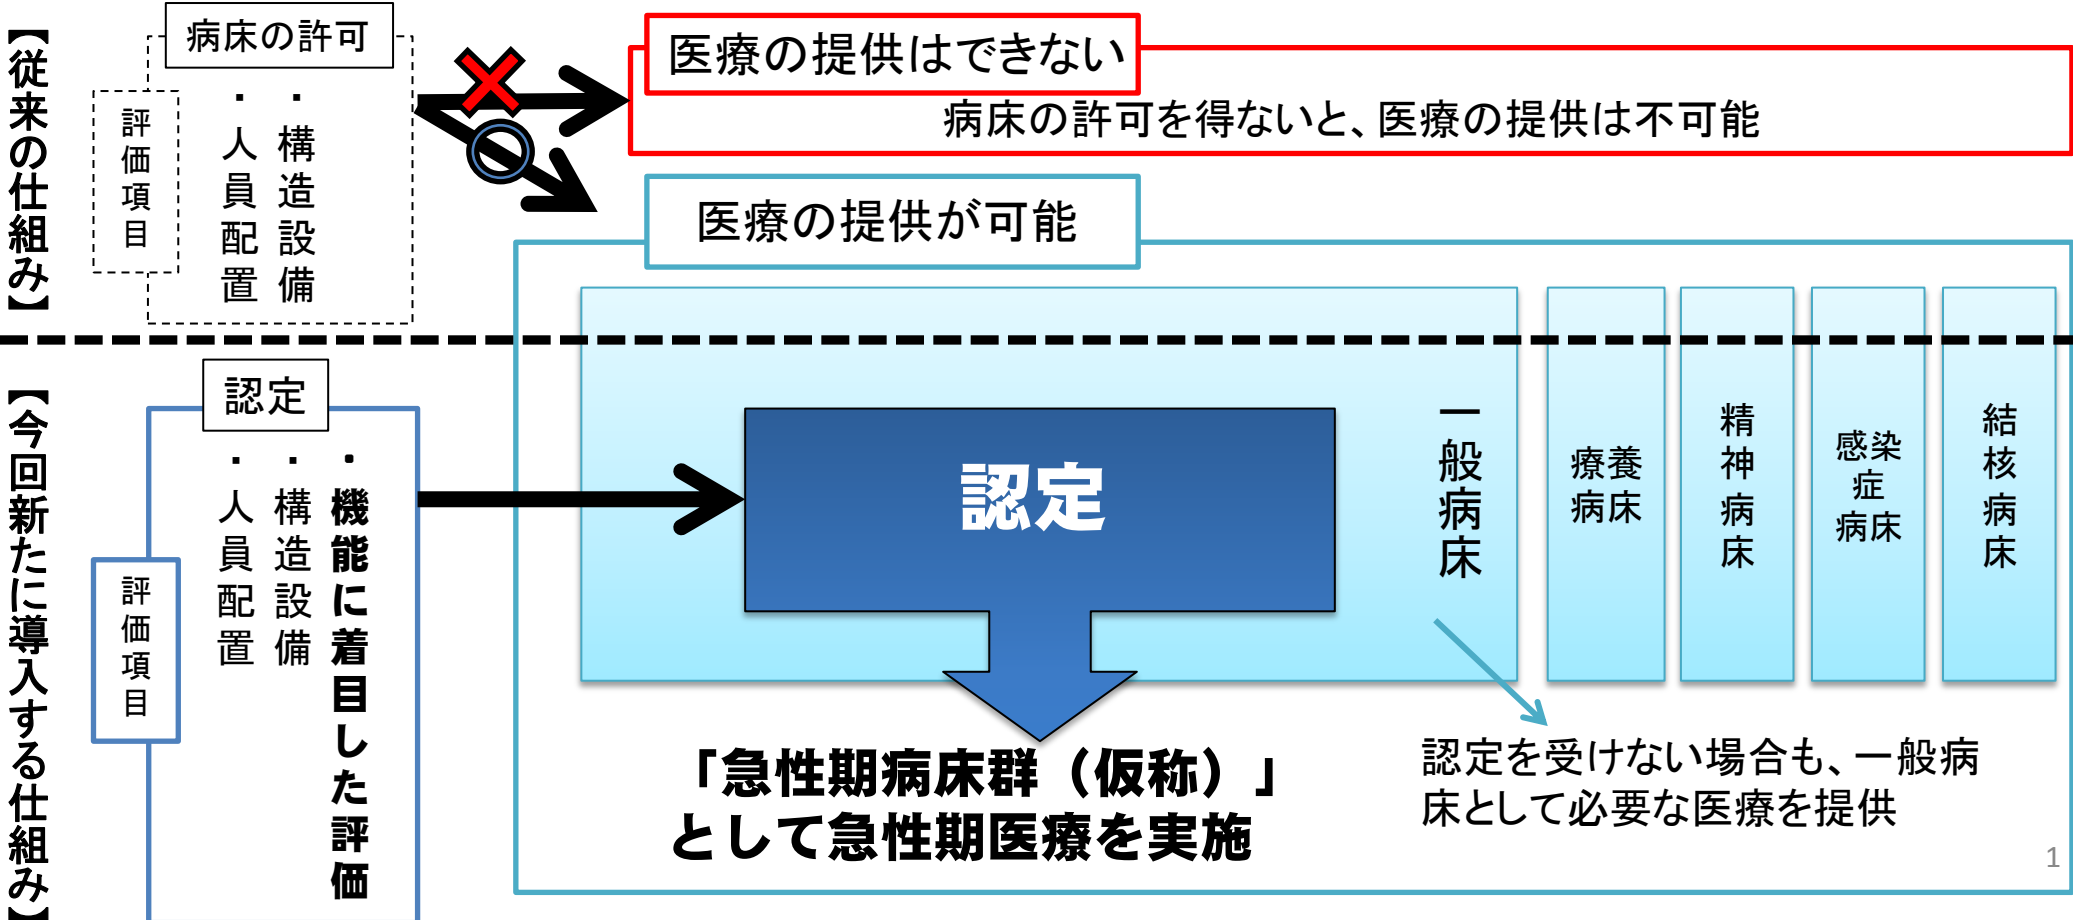 【従来の仕組み】
病床の許可
評価項目
・構造設備
・人員配置
医療の提供はできない
病床の許可を得ないと、医療の提供は不可能
医療の提供が可能
【今回新たに導入する仕組み】
認定
評価項目
・機能に着目した評価
・構造設備
・人員配置
認定
一般病床
療養
病床
精神病床
感染
症
病床
結核病床
「急性期病床群（仮称）」
として急性期医療を実施
認定を受けない場合も、一般病
床として必要な医療を提供
1